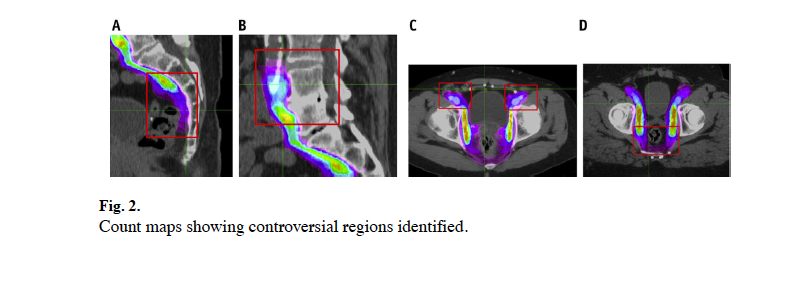 A B C D
Fig. 2.
Count maps showing controversial regions identified.